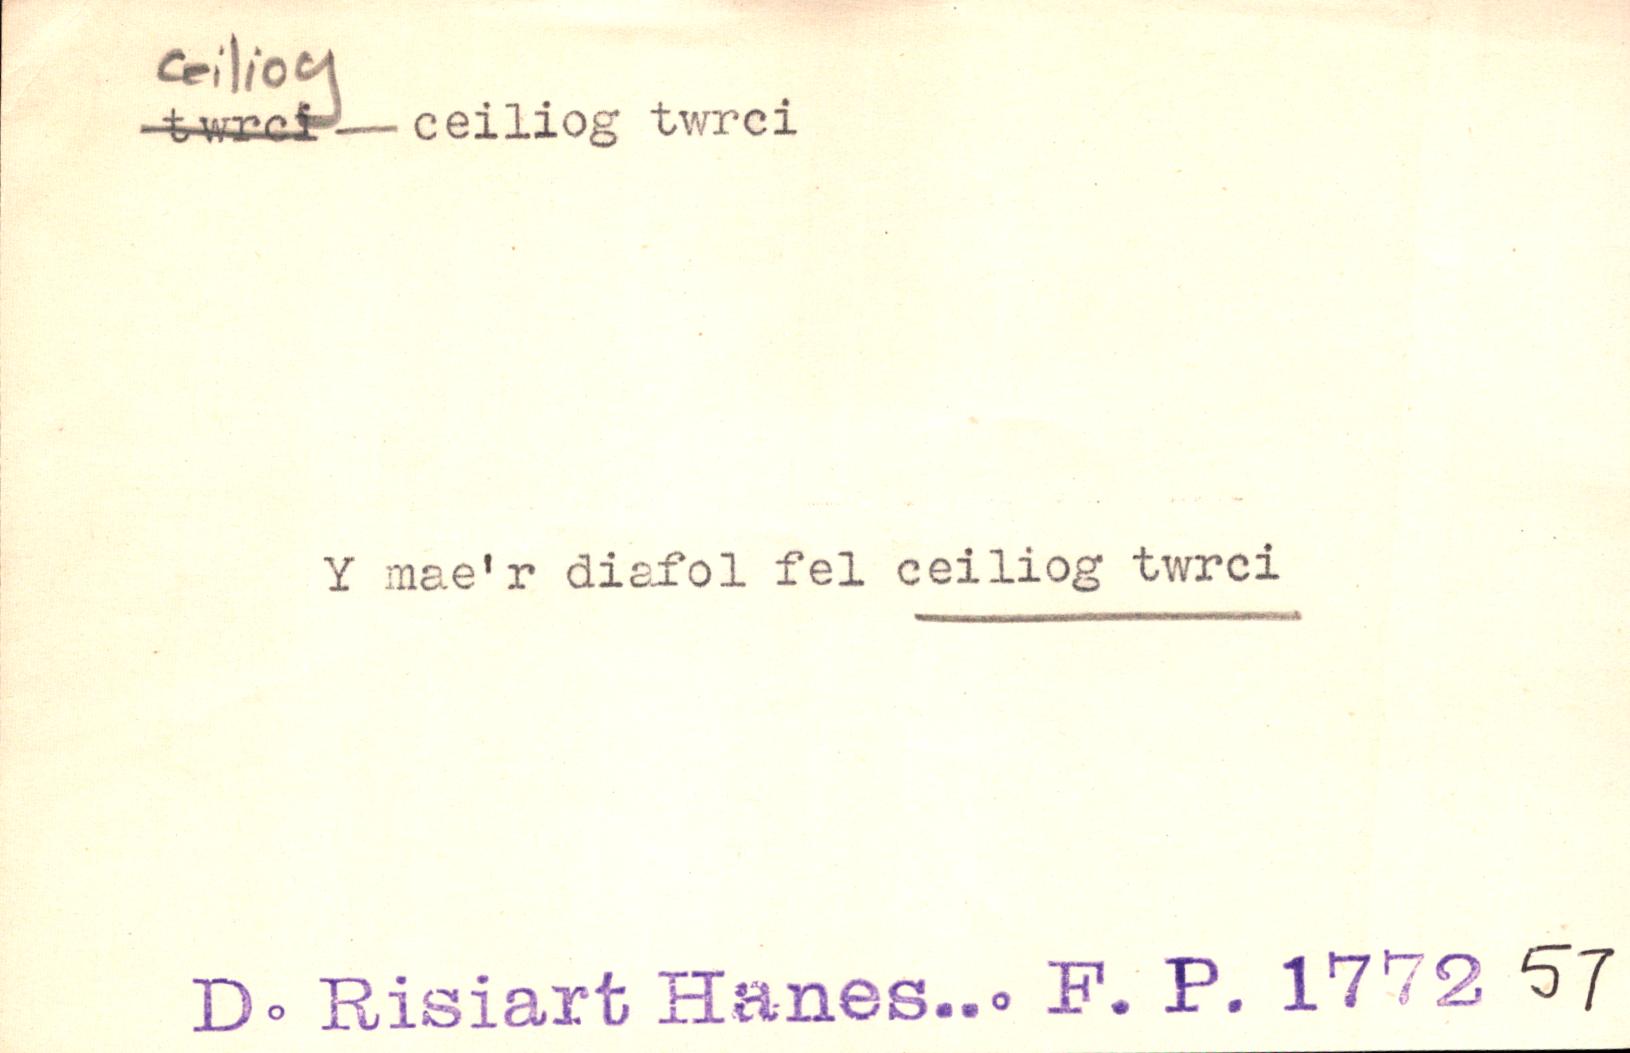 ceiliog
twrci — ceiliog twrci
Y mae'r diafol fel ceiliog twrci
D. Risiart Hanes... F. P. 1772 57